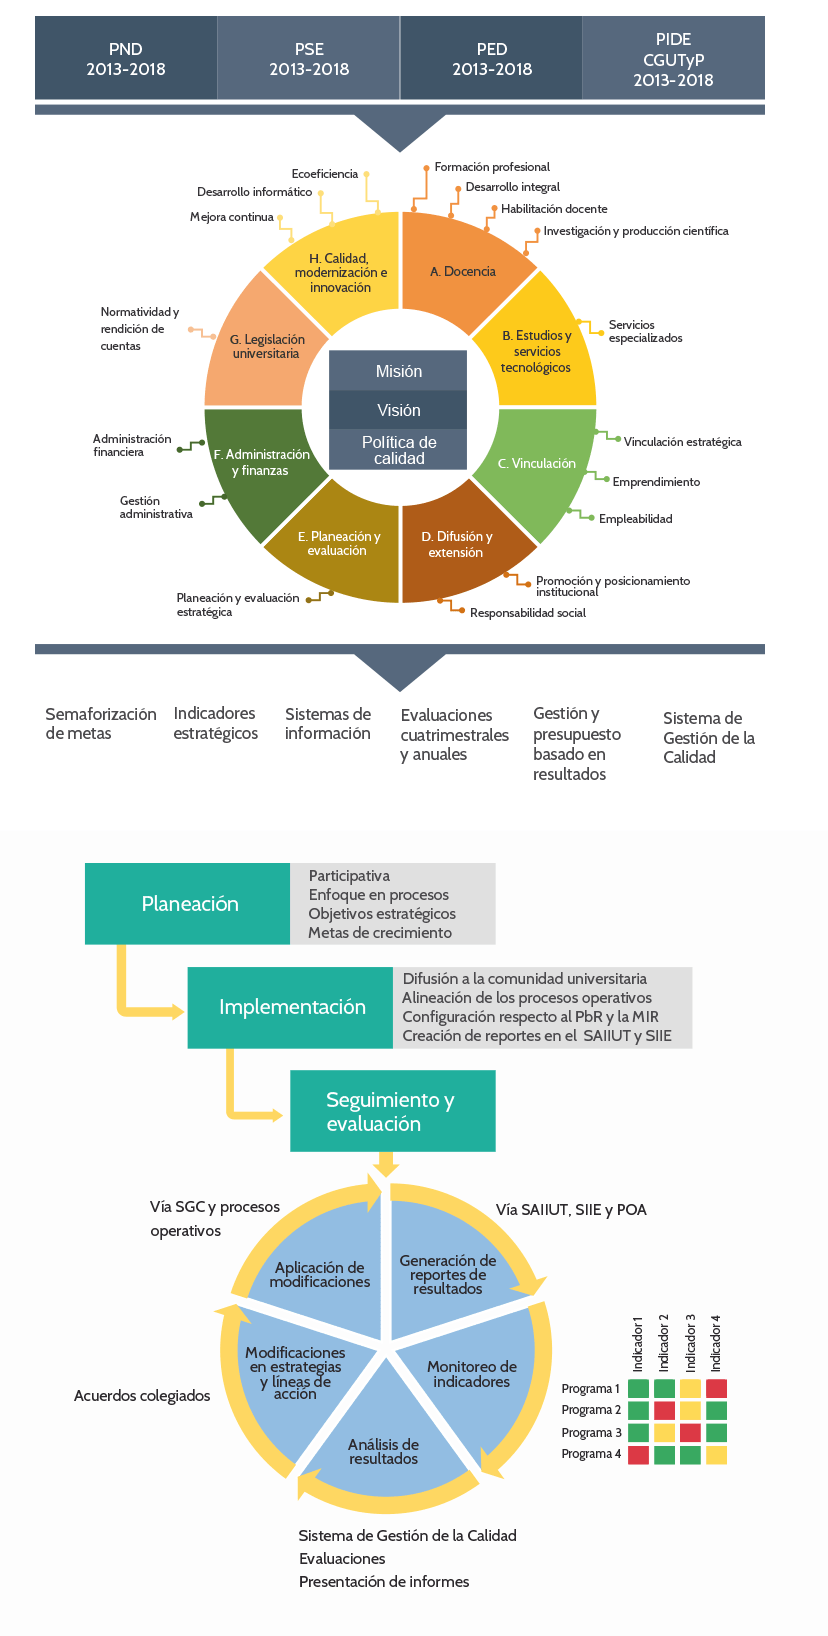 PND
2013-2018
PSE
2013-2018
PED
2013-2018
PIDE
CGUTyP
2013-2018
Ecoeficiencia
Desarrollo informático
Mejora continua
Formación profesional
Desarrollo integral
Habilitación docente
Investigación y producción científica
H. Calidad,
modernización e
innovación
A. Docencia
Normatividad y
rendición de
cuentas
G. Legislación
universitaria
B. Estudios y
servicios
tecnológicos
Servicios
especializados
Misión
Visión
Política de
calidad
Administración
financiera
F. Administración
y finanzas
Gestión
administrativa
C. Vinculación
Vinculación estratégica
Emprendimiento
Empleabilidad
E. Planeación y
evaluación
D. Difusión y
extensión
Planeación y evaluación
estratégica
Promoción y posicionamiento
institucional
Responsabilidad social
Semaforización
de metas
Indicadores
estratégicos
Sistemas de
información
Evaluaciones
cuatrimestrales
y anuales
Gestión y
presupuesto
basado en
resultados
Sistema de
Gestión de la
Calidad
Planeación
Participativa
Enfoque en procesos
Objetivos estratégicos
Metas de crecimiento
Implementación
Difusión a la comunidad universitaria
Alineación de los procesos operativos
Configuración respecto al PbR y la MIR
Creación de reportes en el SAIIUT y SIIE
Seguimiento y
evaluación
Vía SGC y procesos
operativos
Vía SAIIUT, SIIE y POA
Aplicación de
modificaciones
Generación de
reportes de
resultados
Modificaciones
en estrategias
y líneas de
acción
Monitoreo de
indicadores
Análisis de
resultados
Acuerdos colegiados
Indicador 1
Indicador 2
Indicador 3
Indicador 4
Programa 1
Programa 2
Programa 3
Programa 4
Sistema de Gestión de la Calidad
Evaluaciones
Presentación de informes